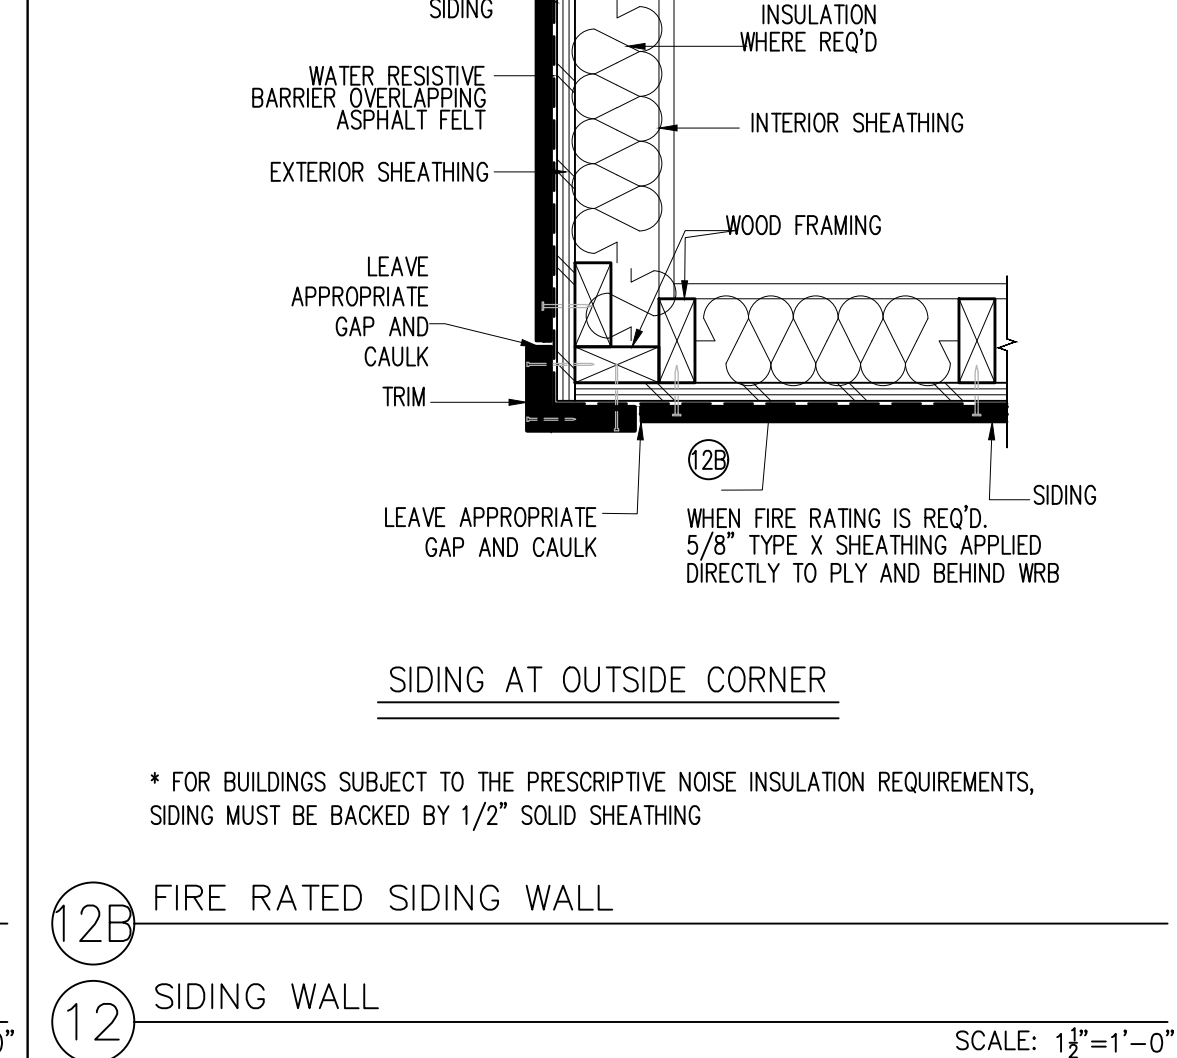 SIDING
INSULATION
WHERE REQ'D
WATER RESISTIVE
BARRIER OVERLAPPING
ASPHALT FELT
INTERIOR SHEATHING
EXTERIOR SHEATHING
WOOD FRAMING
LEAVE
APPROPRIATE
GAP AND
CAULK
TRIM
12B
SIDING
LEAVE APPROPRIATE
GAP AND CAULK
WHEN FIRE RATING IS REQ'D.
5/8" TYPE X SHEATHING APPLIED
DIRECTLY TO PLY AND BEHIND WRB
SIDING AT OUTSIDE CORNER
* FOR BUILDINGS SUBJECT TO THE PRESCRIPTIVE NOISE INSULATION REQUIREMENTS,
SIDING MUST BE BACKED BY 1/2" SOLID SHEATHING
12B FIRE RATED SIDING WALL
12 SIDING WALL
0"
SCALE: 1½"=1'-0"